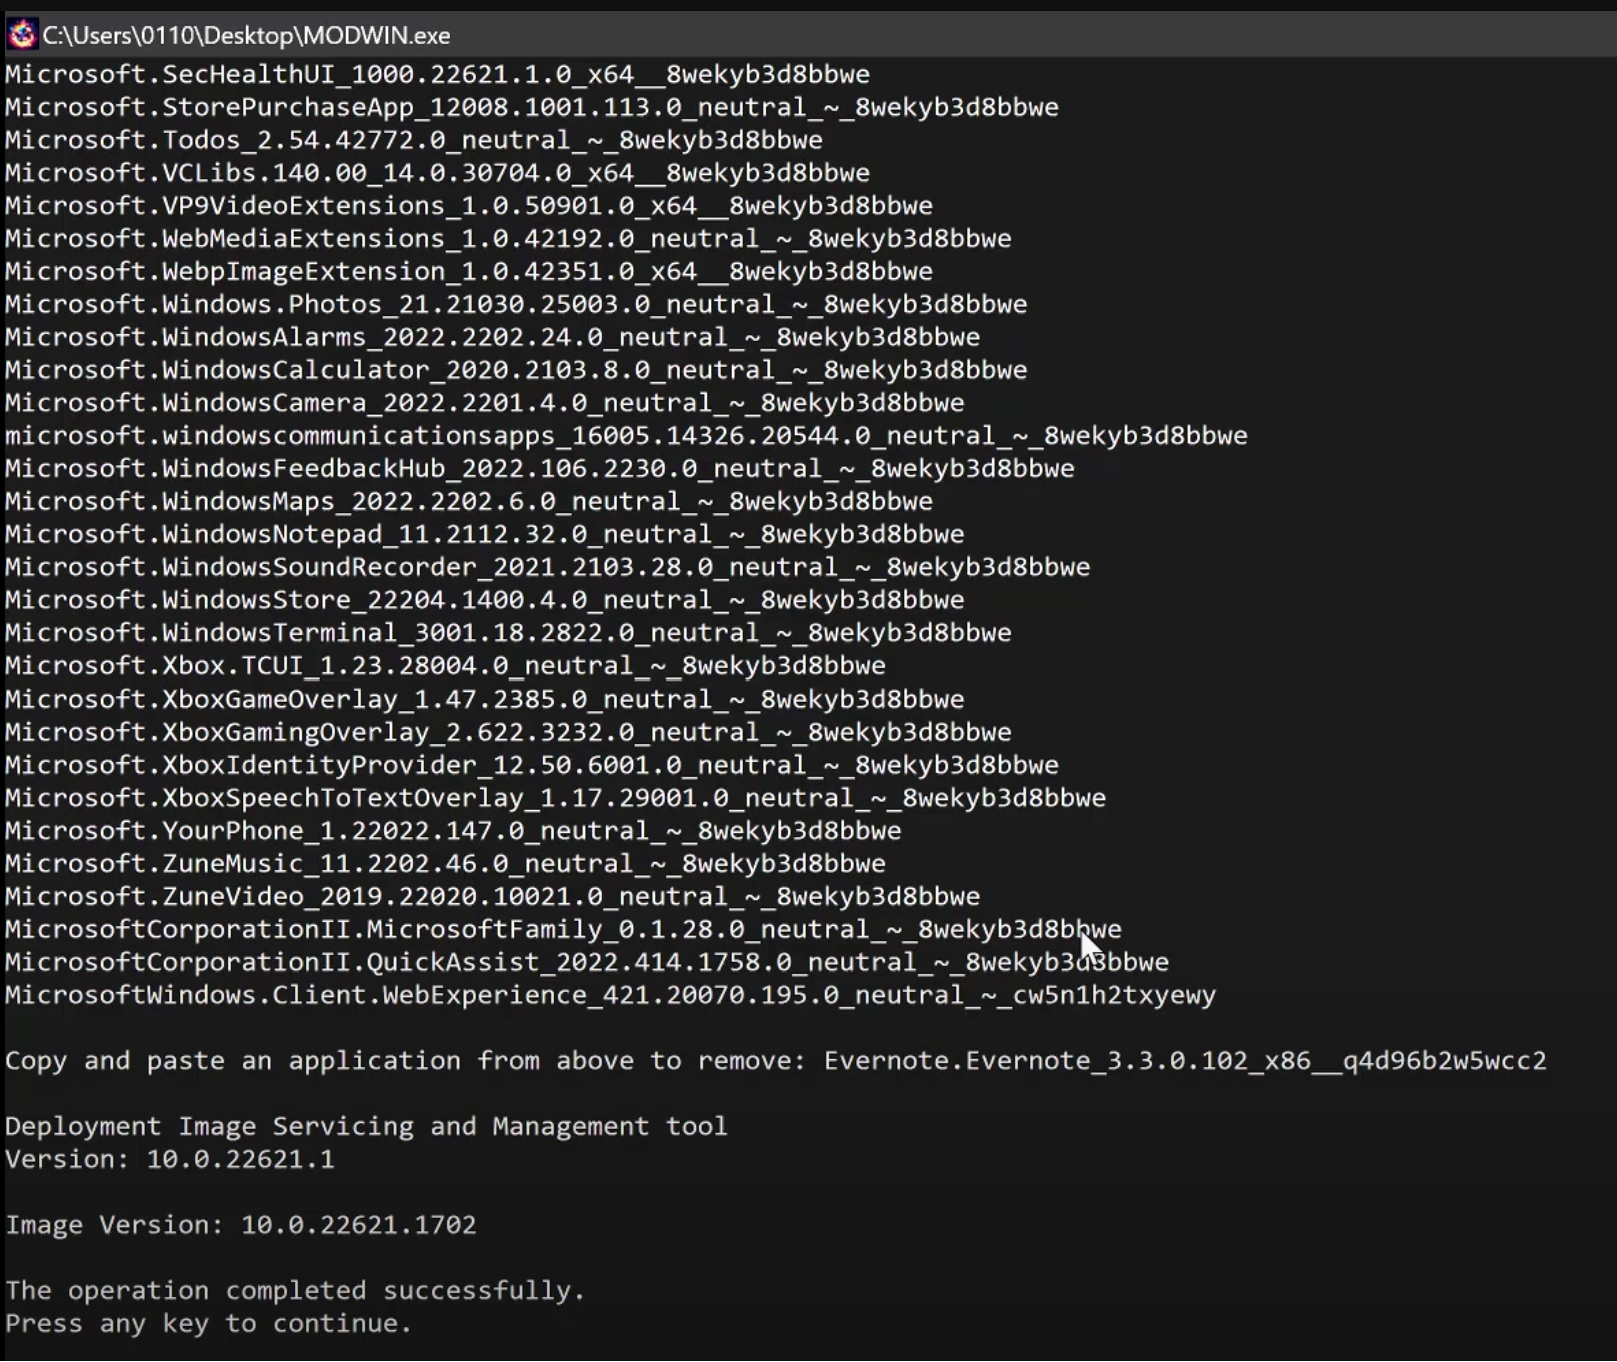 C:\Users\0110\Desktop\MODWIN.exe
Microsoft.SecHealthUI_1000.22621.1.0_x64__8wekyb3d8bbwe
Microsoft.StorePurchaseApp_12008.1001.113.0_neutral_~_8wekyb3d8bbwe
Microsoft.Todos_2.54.42772.0_neutral_~_8wekyb3d8bbwe
Microsoft.VCLibs.140.00_14.0.30704.0_x64__8wekyb3d8bbwe
Microsoft.VP9VideoExtensions_1.0.50901.0_x64__8wekyb3d8bbwe
Microsoft.WebMediaExtensions_1.0.42192.0_neutral_~_8wekyb3d8bbwe
Microsoft.WebpImageExtension_1.0.42351.0_x64__8wekyb3d8bbwe
Microsoft.Windows.Photos_21.21030.25003.0_neutral_~_8wekyb3d8bbwe
Microsoft.WindowsAlarms_2022.2202.24.0_neutral_~_8wekyb3d8bbwe
Microsoft.WindowsCalculator_2020.2103.8.0_neutral_~_8wekyb3d8bbwe
Microsoft.WindowsCamera_2022.2201.4.0_neutral_~_8wekyb3d8bbwe
microsoft.windowscommunicationsapps_16005.14326.20544.0_neutral_~_8wekyb3d8bbwe
Microsoft.WindowsFeedbackHub_2022.106.2230.0_neutral_~_8wekyb3d8bbwe
Microsoft.WindowsMaps_2022.2202.6.0_neutral_~_8wekyb3d8bbwe
Microsoft.WindowsNotepad_11.2112.32.0_neutral_~_8wekyb3d8bbwe
Microsoft.WindowsSoundRecorder_2021.2103.28.0_neutral_~_8wekyb3d8bbwe
Microsoft.WindowsStore_22204.1400.4.0_neutral_~_8wekyb3d8bbwe
Microsoft.WindowsTerminal_3001.18.2822.0_neutral_~_8wekyb3d8bbwe
Microsoft.Xbox.TCUI_1.23.28004.0_neutral_~_8wekyb3d8bbwe
Microsoft.XboxGameOverlay_1.47.2385.0_neutral_~_8wekyb3d8bbwe
Microsoft.XboxGamingOverlay_2.622.3232.0_neutral_~_8wekyb3d8bbwe
Microsoft.XboxIdentityProvider_12.50.6001.0_neutral_~_8wekyb3d8bbwe
Microsoft.XboxSpeechToTextOverlay_1.17.29001.0_neutral_~_8wekyb3d8bbwe
Microsoft.YourPhone_1.22022.147.0_neutral_~_8wekyb3d8bbwe
Microsoft.ZuneMusic_11.2202.46.0_neutral_~_8wekyb3d8bbwe
Microsoft.ZuneVideo_2019.22020.10021.0_neutral_~_8wekyb3d8bbwe
MicrosoftCorporationII.MicrosoftFamily_0.1.28.0_neutral_~_8wekyb3d8bbwe
MicrosoftCorporationII.QuickAssist_2022.414.1758.0_neutral_~_8wekyb3d8bbwe
MicrosoftWindows.Client.WebExperience_421.20070.195.0_neutral_~_cw5n1h2txyewy
Copy and paste an application from above to remove: Evernote.Evernote_3.3.0.102_x86__q4d96b2w5wcc2
Deployment Image Servicing and Management tool
Version: 10.0.22621.1
Image Version: 10.0.22621.1702
The operation completed successfully.
Press any key to continue.